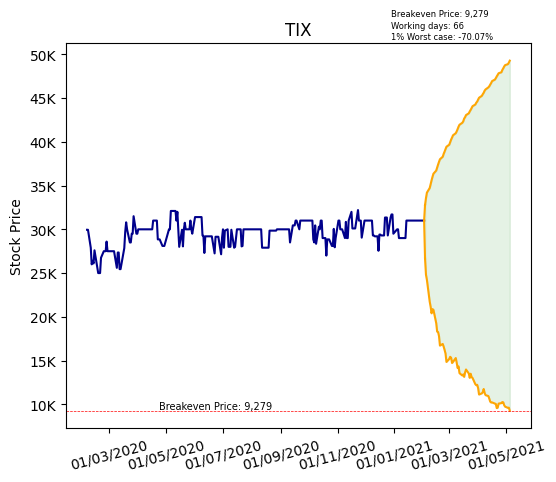 Breakeven Price: 9,279
Working days: 66
1% Worst case: -70.07%
TIX
Stock Price
50K
45K
40K
35K
30K
25K
20K
15K
10K
Breakeven Price: 9,279
01/03/2020
01/05/2020
01/07/2020
01/09/2020
01/11/2020
01/01/2021
01/03/2021
01/05/2021